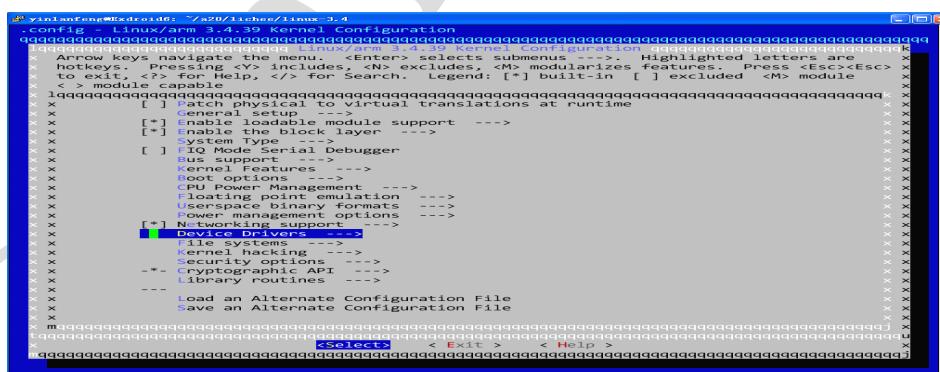 yinlanfeng@Exdroid6: ~/a20/lichee/linux-3.4
.config - Linux/arm 3.4.39 Kernel Configuration
Linux/arm 3.4.39 Kernel Configuration
Arrow keys navigate the menu. <Enter> selects submenus --->. Highlighted letters are
hotkeys. Pressing <Y> includes, <N> excludes, <M> modularizes features. Press <Esc><Esc>
to exit, <?> for Help, </> for Search. Legend: [*] built-in [ ] excluded <M> module
< > module capable
[ ] Patch physical to virtual translations at runtime
General setup --->
[*] Enable loadable module support --->
[*] Enable the block layer --->
System Type --->
[ ] FIQ Mode Serial Debugger
Bus support --->
Kernel Features --->
Boot options --->
CPU Power Management --->
Floating point emulation --->
Userspace binary formats --->
Power management options --->
[*] Networking support --->
Device Drivers --->
File systems --->
Kernel hacking --->
Security options --->
-*- Cryptographic API --->
Library routines --->
---
Load an Alternate Configuration File
Save an Alternate Configuration File
<Select> < Exit > < Help >